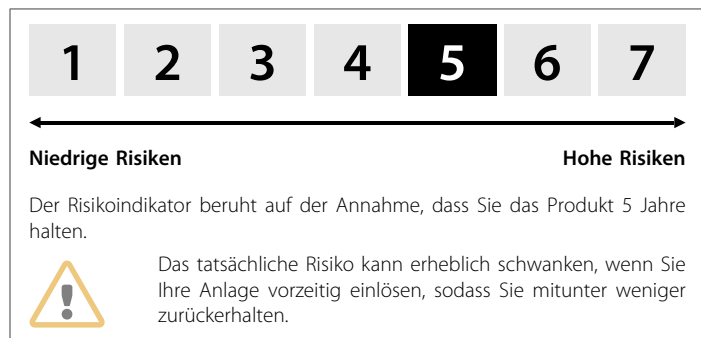 1 2 3 4 5 6 7
Niedrige Risiken Hohe Risiken
Der Risikoindikator beruht auf der Annahme, dass Sie das Produkt 5 Jahre
halten.
Das tatsächliche Risiko kann erheblich schwanken, wenn Sie
Ihre Anlage vorzeitig einlösen, sodass Sie mitunter weniger
zurückerhalten.